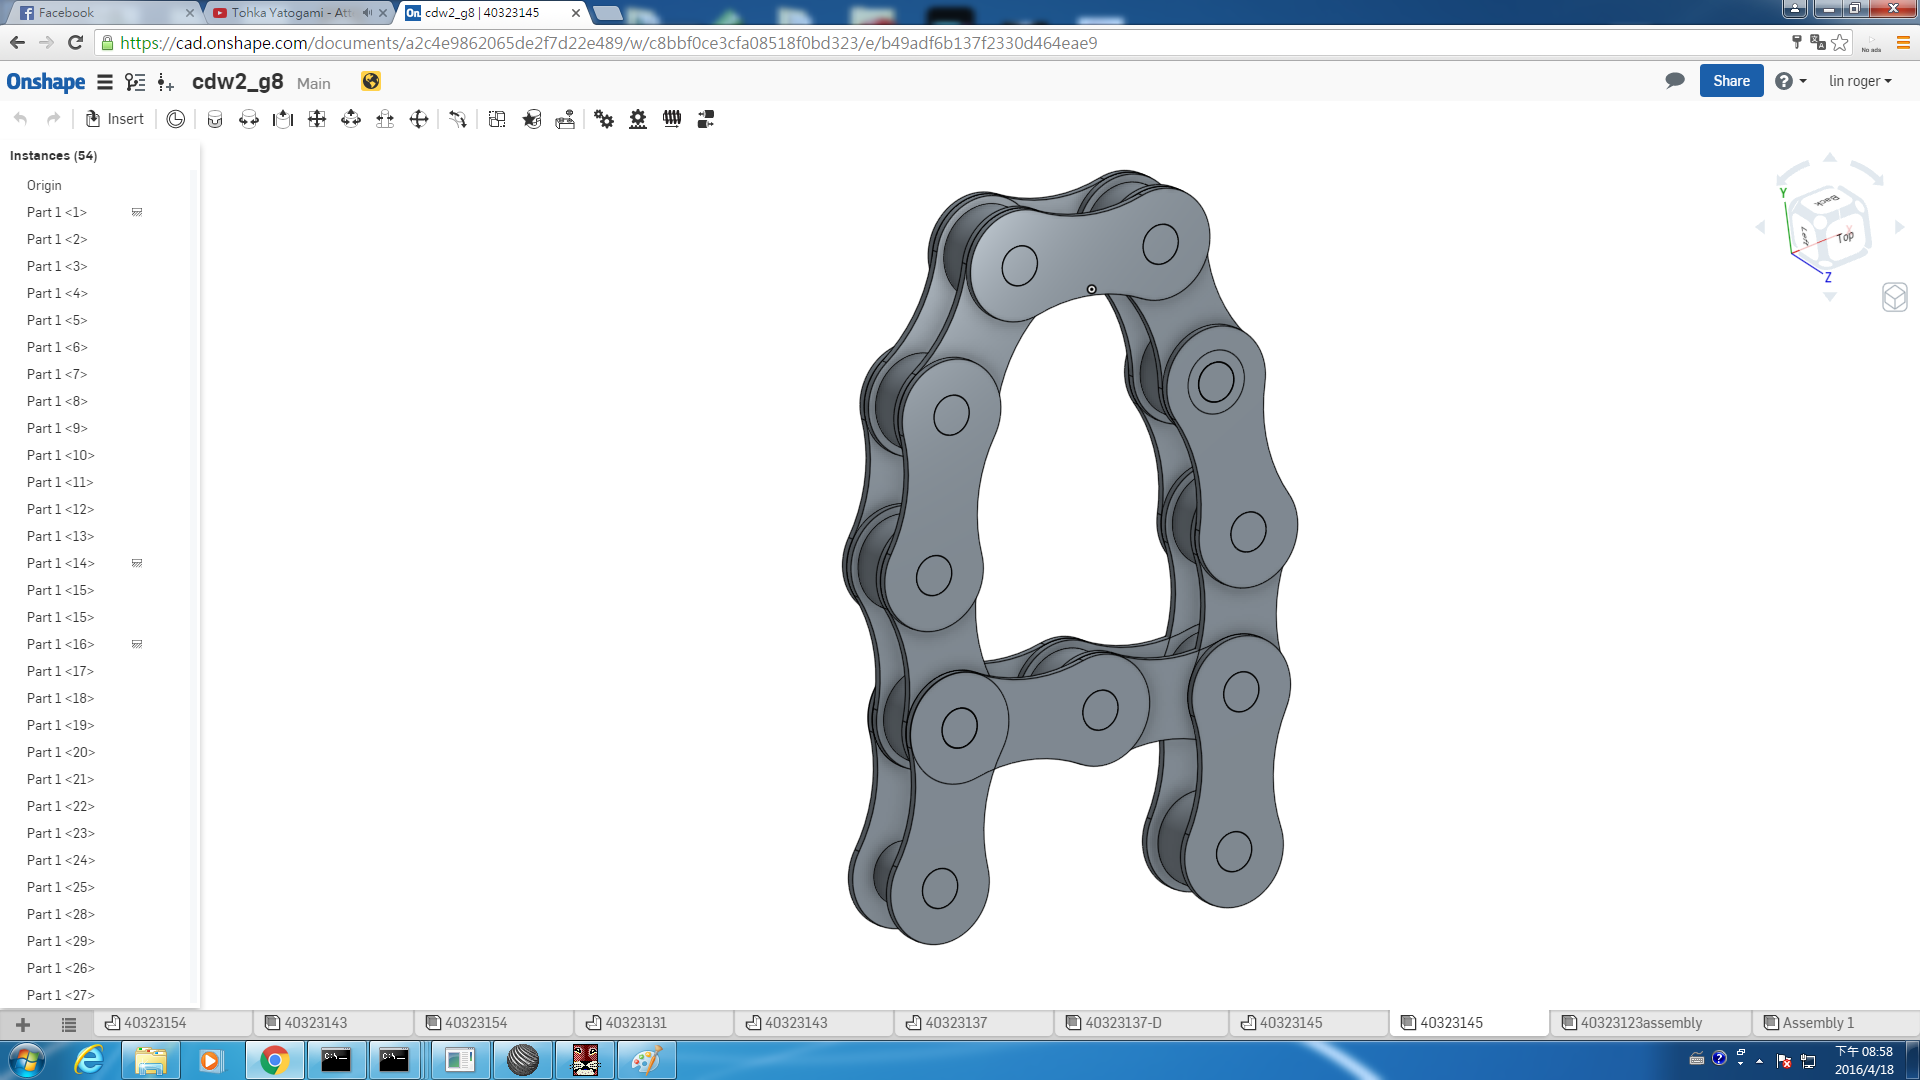 Facebook
Tohka Yatogami - Att
cdw2_g8 | 40323145
https://cad.onshape.com/documents/a2c4e9862065de2f7d22e489/w/c8bbf0ce3cfa08518f0bd323/e/b49adf6b137f2330d464eae9
No ads
Onshape
cdw2_g8 Main
Share
lin roger
Insert
Instances (54)
Origin
Part 1 <1>
Part 1 <2>
Part 1 <3>
Part 1 <4>
Part 1 <5>
Part 1 <6>
Part 1 <7>
Part 1 <8>
Part 1 <9>
Part 1 <10>
Part 1 <11>
Part 1 <12>
Part 1 <13>
Part 1 <14>
Part 1 <15>
Part 1 <15>
Part 1 <16>
Part 1 <17>
Part 1 <18>
Part 1 <19>
Part 1 <20>
Part 1 <21>
Part 1 <22>
Part 1 <23>
Part 1 <24>
Part 1 <25>
Part 1 <28>
Part 1 <29>
Part 1 <26>
Part 1 <27>
Y
Back
Left
Top
X
Z
40323154
40323143
40323154
40323131
40323143
40323137
40323137-D
40323145
40323145
40323123assembly
Assembly 1
下午 08:58
2016/4/18